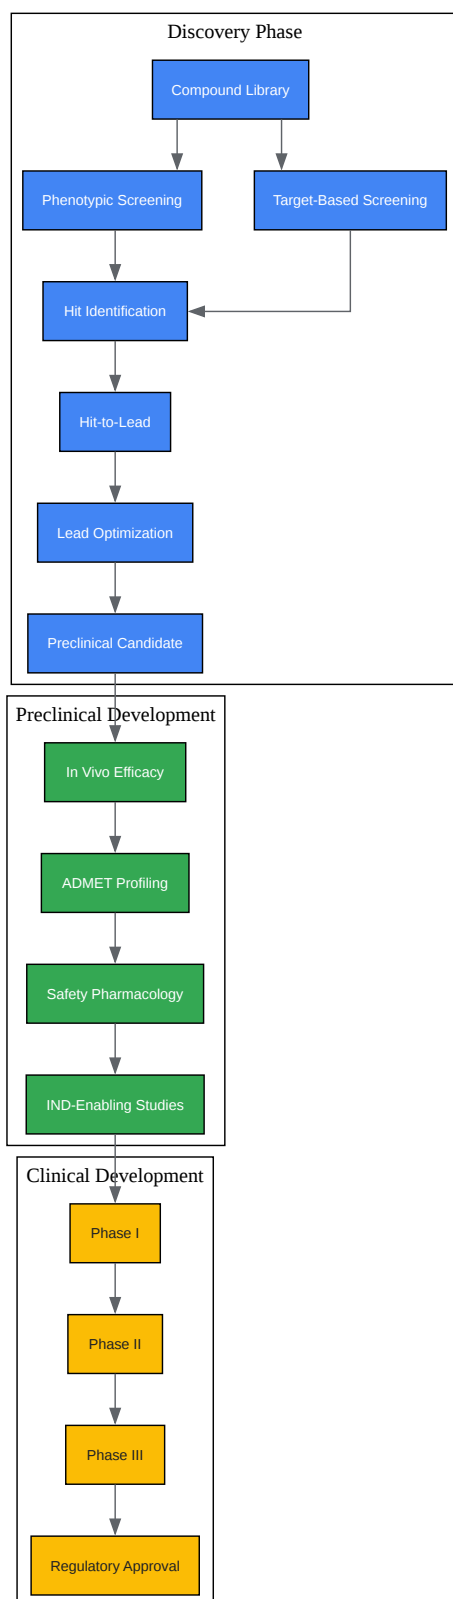 Discovery Phase
Compound Library
Phenotypic Screening
Target-Based Screening
Hit Identification
Hit-to-Lead
Lead Optimization
Preclinical Candidate
Preclinical Development
In Vivo Efficacy
ADMET Profiling
Safety Pharmacology
IND-Enabling Studies
Clinical Development
Phase I
Phase II
Phase III
Regulatory Approval